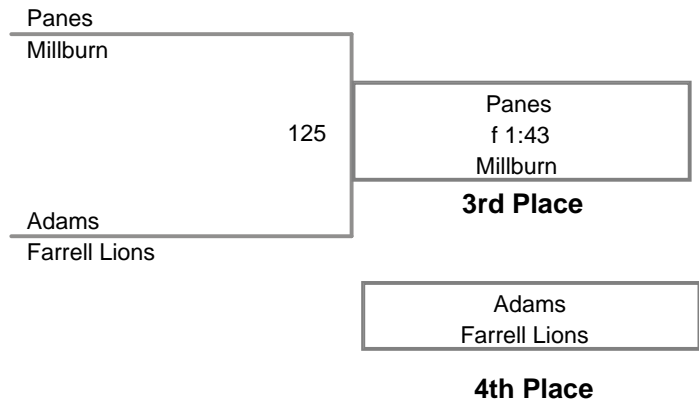 Panes
Millburn
125
Panes
f 1:43
Millburn
3rd Place
Adams
Farrell Lions
Adams
Farrell Lions
4th Place